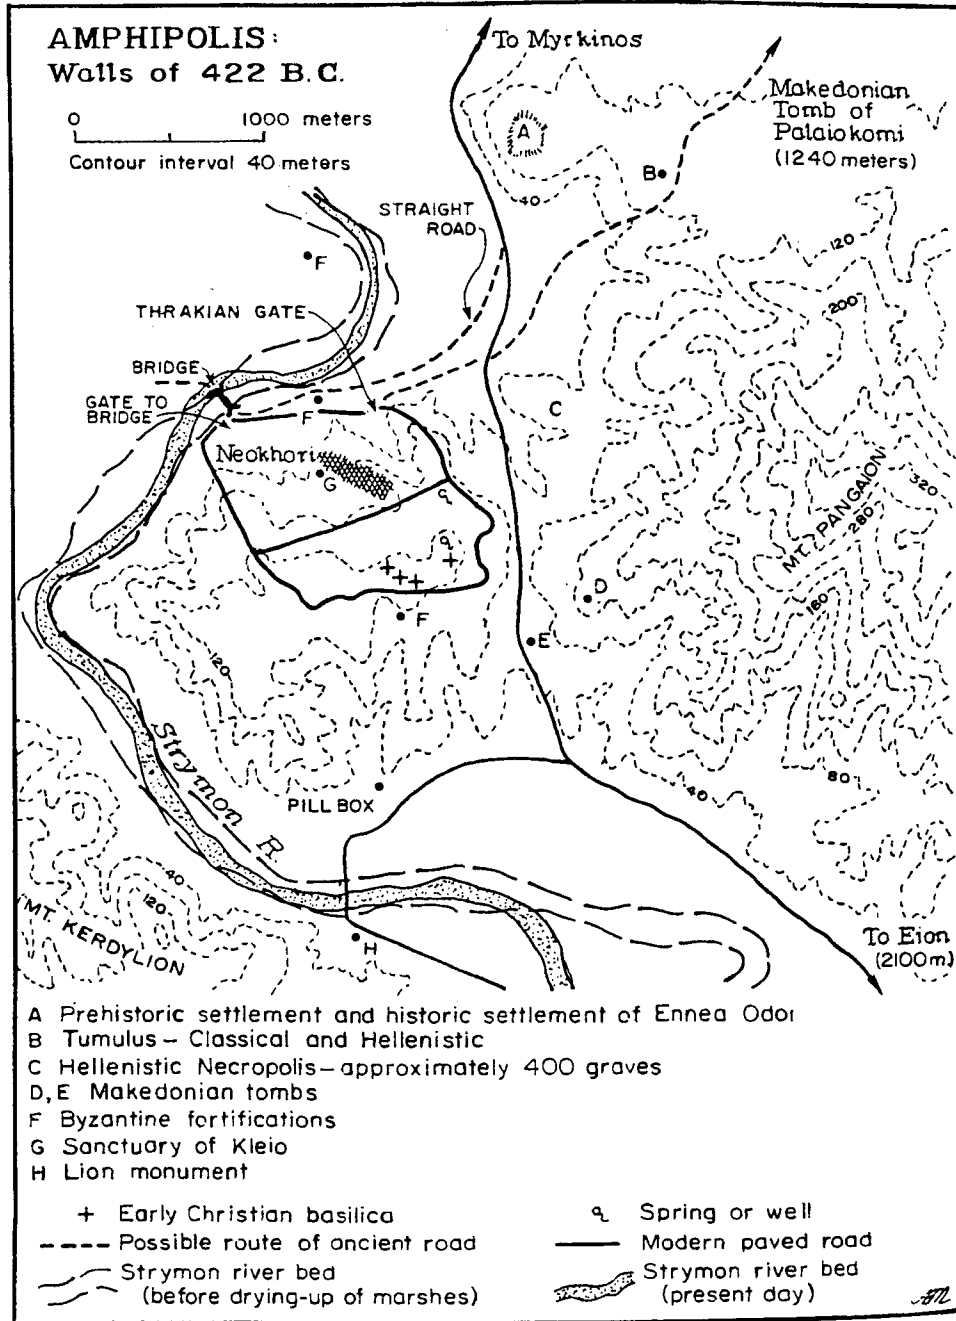 AMPHIPOLIS:
Walls of 422 B.C.
0 1000 meters
Contour interval 40 meters
To Myrkinos
Makedonian
Tomb of
Palaiokomi
(1240 meters)
A
B
40
STRAIGHT
ROAD
120
200
F
THRAKIAN GATE
BRIDGE
GATE TO
BRIDGE
F
C
Neokhori
G
320
280
MT. PANGAION
160
D
F
E
120
Strymon R
PILL BOX
80
40
40
120
MT. KERDYLION
H
To Eion
(2100m)
A Prehistoric settlement and historic settlement of Ennea Odoi
B Tumulus – Classical and Hellenistic
C Hellenistic Necropolis – approximately 400 graves
D, E Makedonian tombs
F Byzantine fortifications
G Sanctuary of Kleio
H Lion monument
+ Early Christian basilica
Spring or well
Possible route of ancient road
Modern paved road
Strymon river bed
(before drying-up of marshes)
Strymon river bed
(present day)